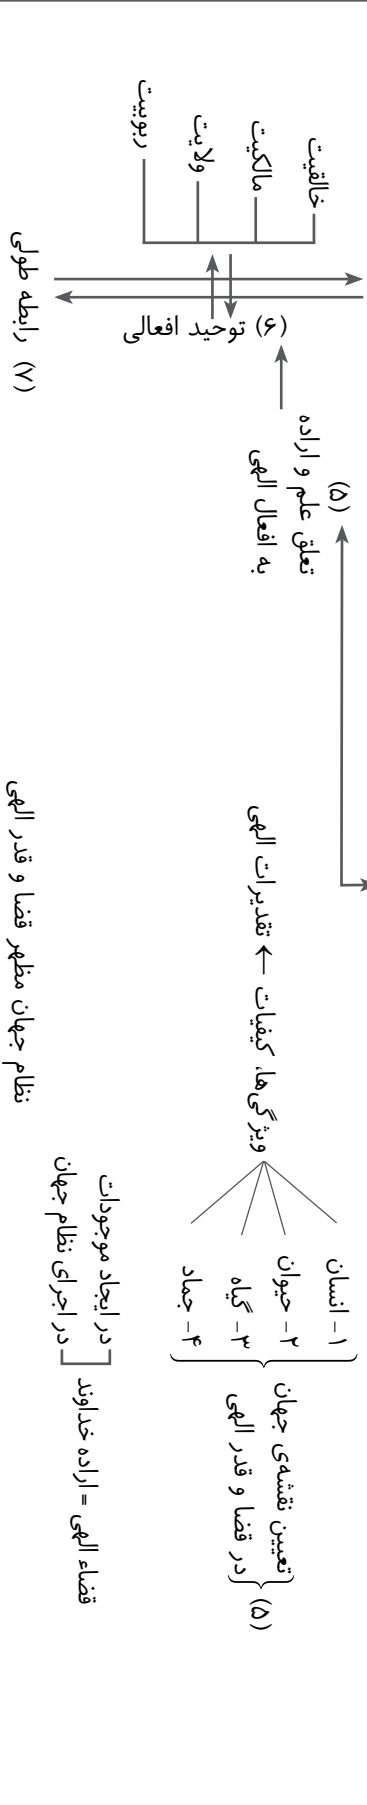 خالقیت
مالکیت
ولایت
ربوبیت
(۶) توحید افعالی
رابطه طولی (۷)
(۵)
تعلق علم و اراده
به افعال الهی
۱- انسان
۲- حیوان
۳- گیاه
۴- جماد
ویژگی‌ها، کیفیات ← تقدیرات الهی
تعیین نقشه‌ی جهان
در قضا و قدر الهی
(۵)
قضاء الهی = اراده خداوند
در ایجاد موجودات
در اجرای نظام جهان
نظام جهان مظهر قضا و قدر الهی